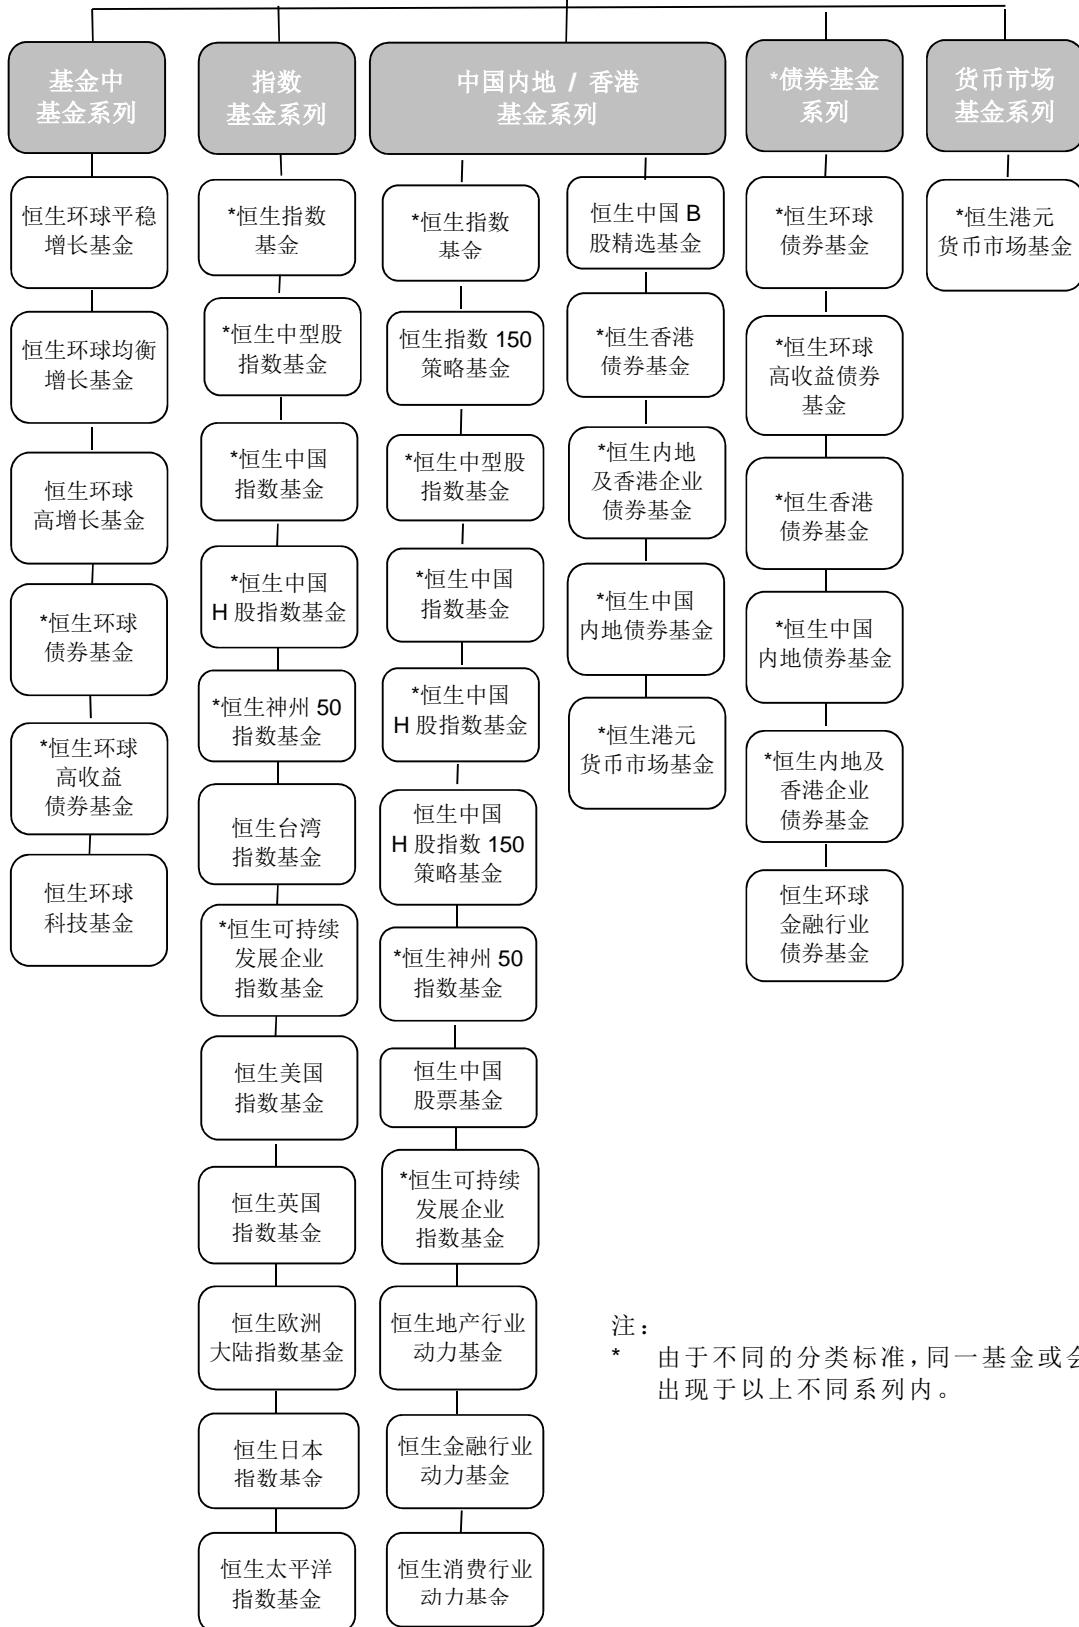 基金中
基金系列
指数
基金系列
中国内地 / 香港
基金系列
*债券基金
系列
货币市场
基金系列
恒生环球平稳
增长基金
恒生环球均衡
增长基金
恒生环球
高增长基金
*恒生环球
债券基金
*恒生环球
高收益
债券基金
恒生环球
科技基金
*恒生指数
基金
*恒生中型股
指数基金
*恒生中国
指数基金
*恒生中国
H 股指数基金
*恒生神州 50
指数基金
恒生台湾
指数基金
*恒生可持续
发展企业
指数基金
恒生美国
指数基金
恒生英国
指数基金
恒生欧洲
大陆指数基金
恒生日本
指数基金
恒生太平洋
指数基金
*恒生指数
基金
恒生指数 150
策略基金
*恒生中型股
指数基金
*恒生中国
指数基金
*恒生中国
H 股指数基金
恒生中国
H 股指数 150
策略基金
*恒生神州 50
指数基金
恒生中国
股票基金
*恒生可持续
发展企业
指数基金
恒生地产行业
动力基金
恒生金融行业
动力基金
恒生消费行业
动力基金
恒生中国 B
股精选基金
*恒生香港
债券基金
*恒生内地
及香港企业
债券基金
*恒生中国
内地债券基金
*恒生港元
货币市场基金
*恒生环球
债券基金
*恒生环球
高收益债券
基金
*恒生香港
债券基金
*恒生中国
内地债券基金
*恒生内地及
香港企业
债券基金
恒生环球
金融行业
债券基金
*恒生港元
货币市场基金
注：
* 由于不同的分类标准，同一基金或会
出现于以上不同系列内。